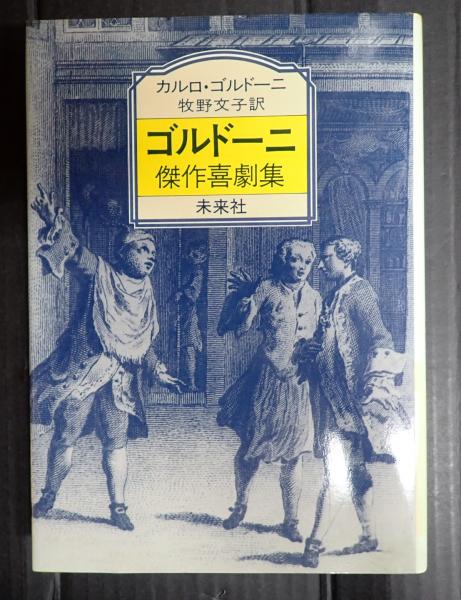 カルロ・ゴルドーニ
牧野文子訳
ゴルドーニ
傑作喜劇集
未来社